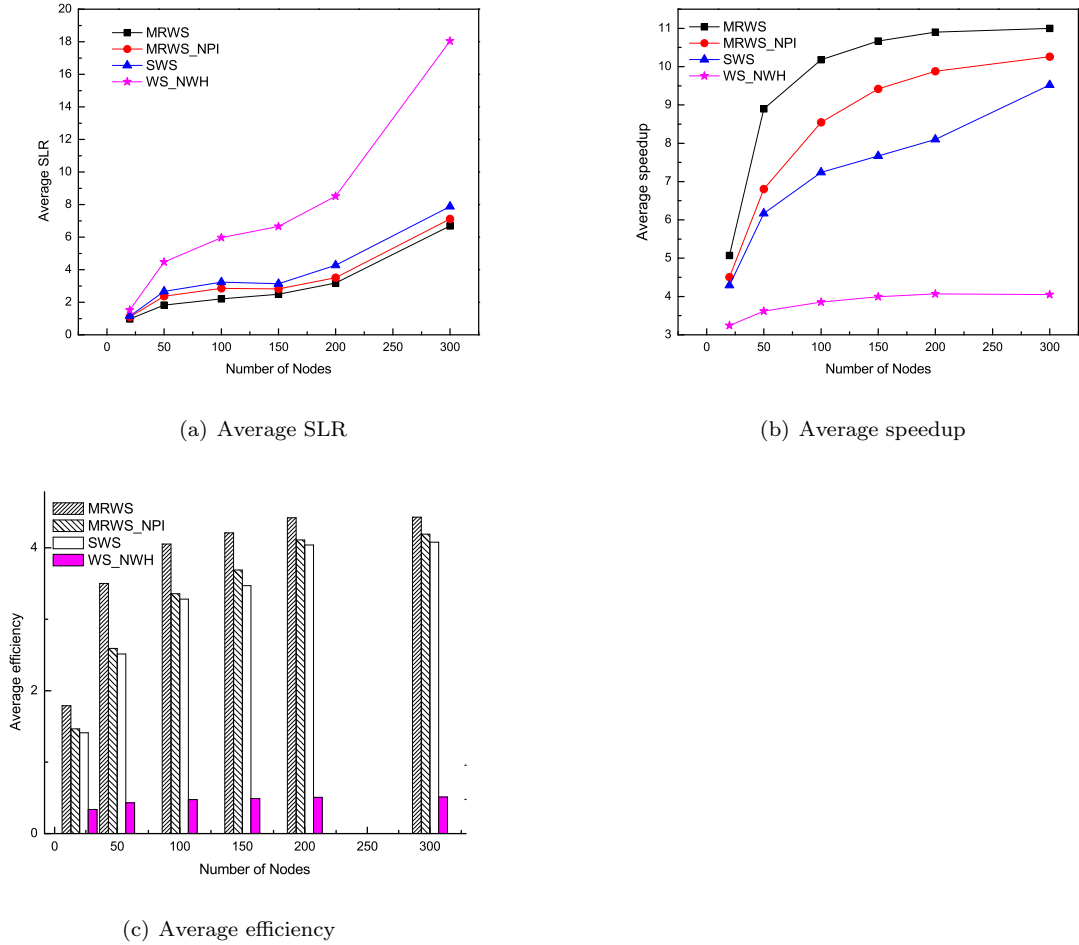 20
18
16
14
12
10
8
6
4
2
0
Average SLR
MRWS
MRWS_NPI
SWS
WS_NWH
0 50 100 150 200 250 300
Number of Nodes
(a) Average SLR
11
10
9
8
7
6
5
4
3
Average speedup
MRWS
MRWS_NPI
SWS
WS_NWH
0 50 100 150 200 250 300
Number of Nodes
(b) Average speedup
4
2
0
Average efficiency
MRWS
MRWS_NPI
SWS
WS_NWH
0 50 100 150 200 250 300
Number of Nodes
(c) Average efficiency